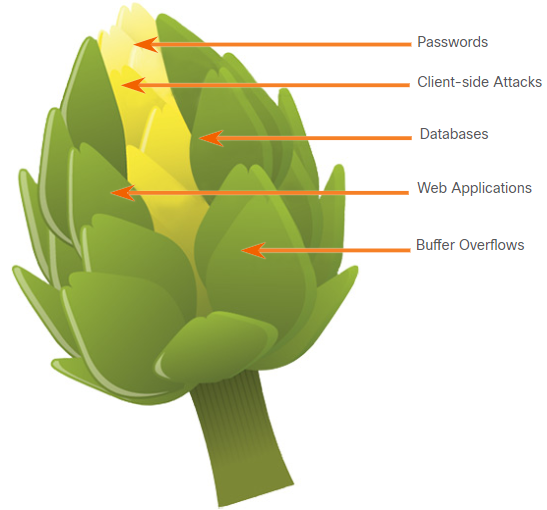 Passwords
Client-side Attacks
Databases
Web Applications
Buffer Overflows